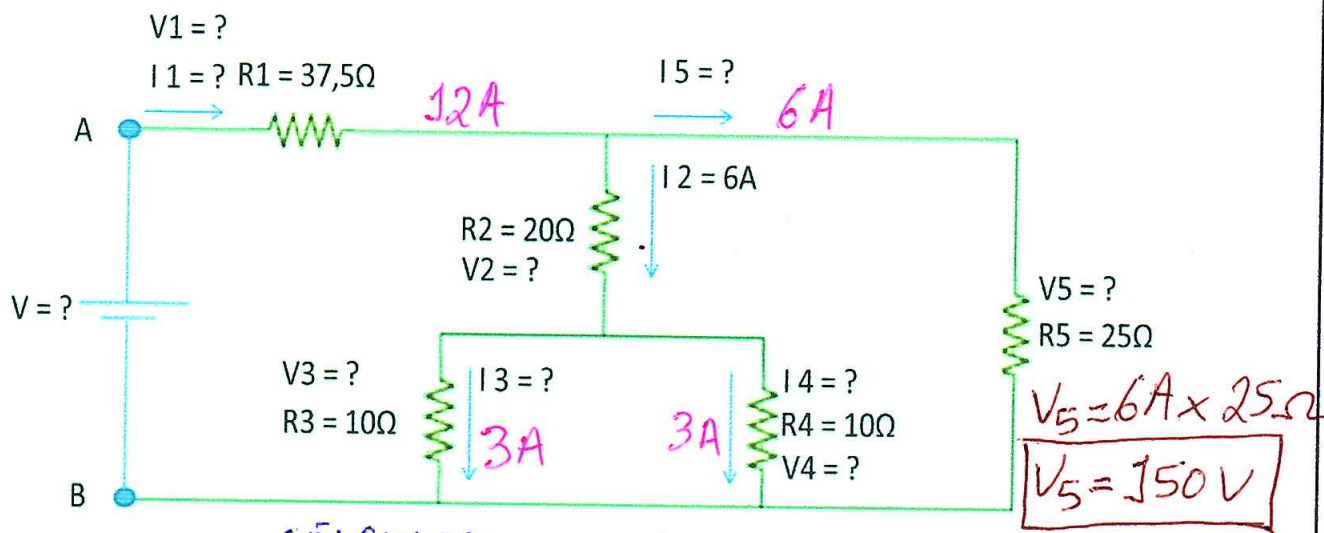 V1 = ?
I 1 = ? R1 = 37,5Ω
12A
I 5 = ?
6A
A
I 2 = 6A
R2 = 20Ω
V2 = ?
V = ?
V5 = ?
R5 = 25Ω
V3 = ?
R3 = 10Ω
I 3 = ?
3A
I 4 = ?
R4 = 10Ω
V4 = ?
3A
V5 = 6A x 25Ω
V5 = 150 V
B